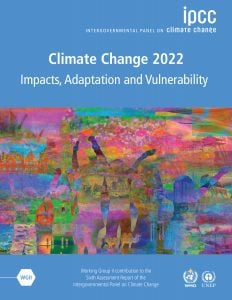 ipcc
INTERGOVERNMENTAL PANEL ON climate change
Climate Change 2022
Impacts, Adaptation and Vulnerability
WGII
Working Group II contribution to the
Sixth Assessment Report of the
Intergovernmental Panel on Climate Change
WMO
UNEP